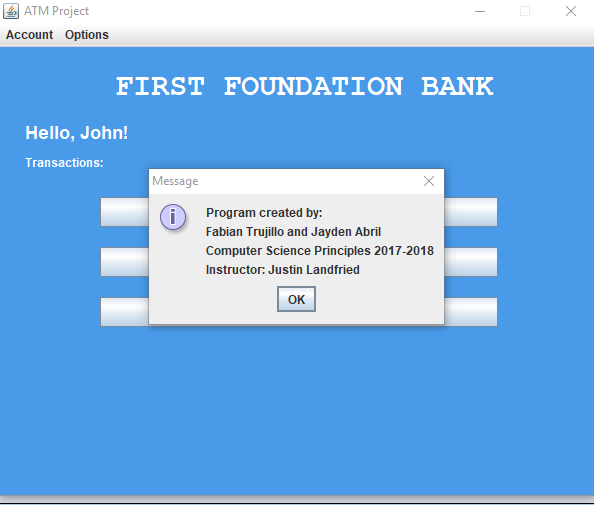 ATM Project
Account Options
FIRST FOUNDATION BANK
Hello, John!
Transactions:
Message
Program created by:
Fabian Trujillo and Jayden Abril
Computer Science Principles 2017-2018
Instructor: Justin Landfried
OK